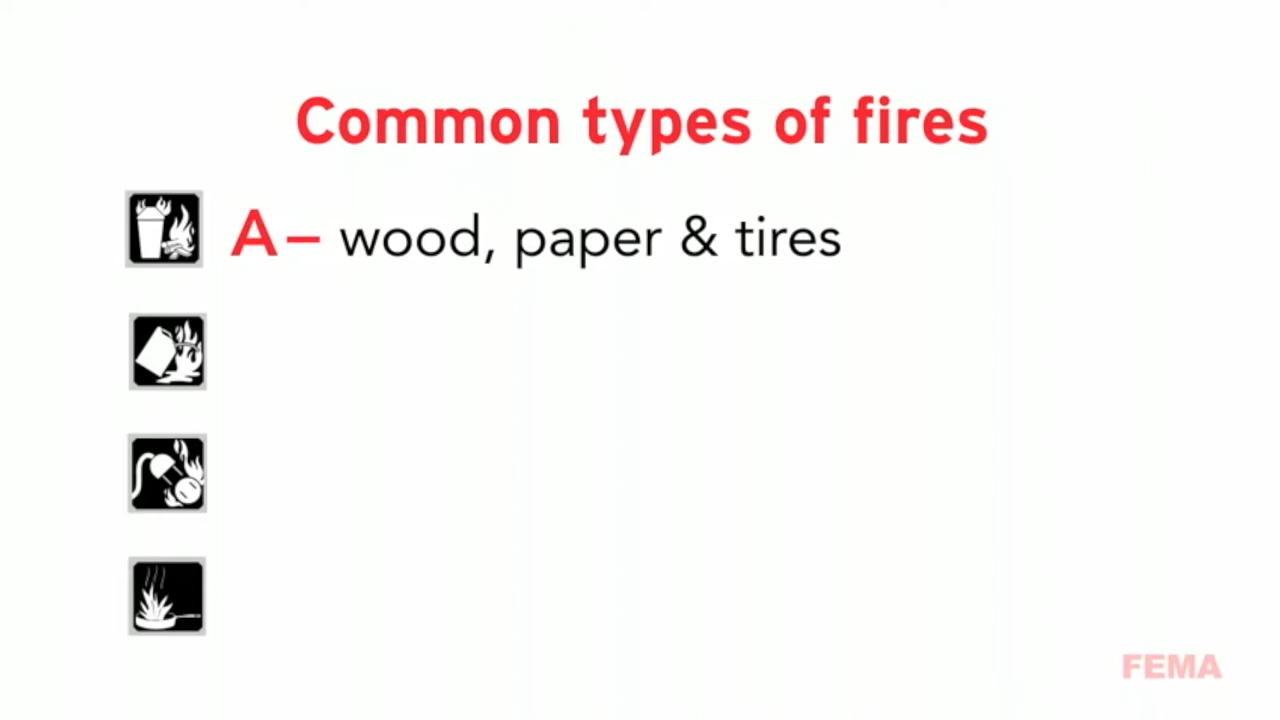 Common types of fires
A – wood, paper & tires
FEMA